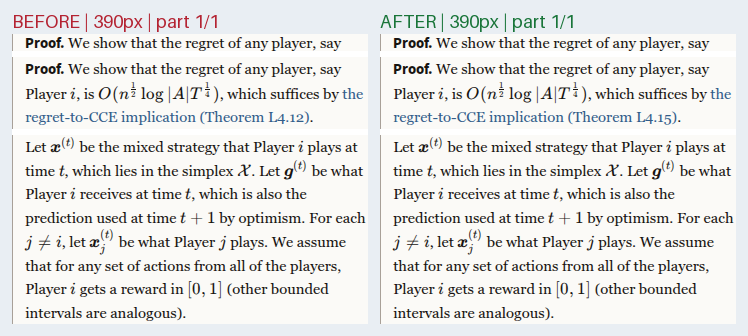 BEFORE | 390px | part 1/1
Proof. We show that the regret of any player, say
Proof. We show that the regret of any player, say
Player i, is O(n^{1/2} log |A|T^{1/4}), which suffices by the
regret-to-CCE implication (Theorem L4.12).
Let x^{(t)} be the mixed strategy that Player i plays at
time t, which lies in the simplex 𝒳. Let g^{(t)} be what
Player i receives at time t, which is also the
prediction used at time t + 1 by optimism. For each
j ≠ i, let x_j^{(t)} be what Player j plays. We assume
that for any set of actions from all of the players,
Player i gets a reward in [0, 1] (other bounded
intervals are analogous).
AFTER | 390px | part 1/1
Proof. We show that the regret of any player, say
Proof. We show that the regret of any player, say
Player i, is O(n^{1/2} log |A|T^{1/4}), which suffices by the
regret-to-CCE implication (Theorem L4.15).
Let x^{(t)} be the mixed strategy that Player i plays at
time t, which lies in the simplex 𝒳. Let g^{(t)} be what
Player i receives at time t, which is also the
prediction used at time t + 1 by optimism. For each
j ≠ i, let x_j^{(t)} be what Player j plays. We assume
that for any set of actions from all of the players,
Player i gets a reward in [0, 1] (other bounded
intervals are analogous).